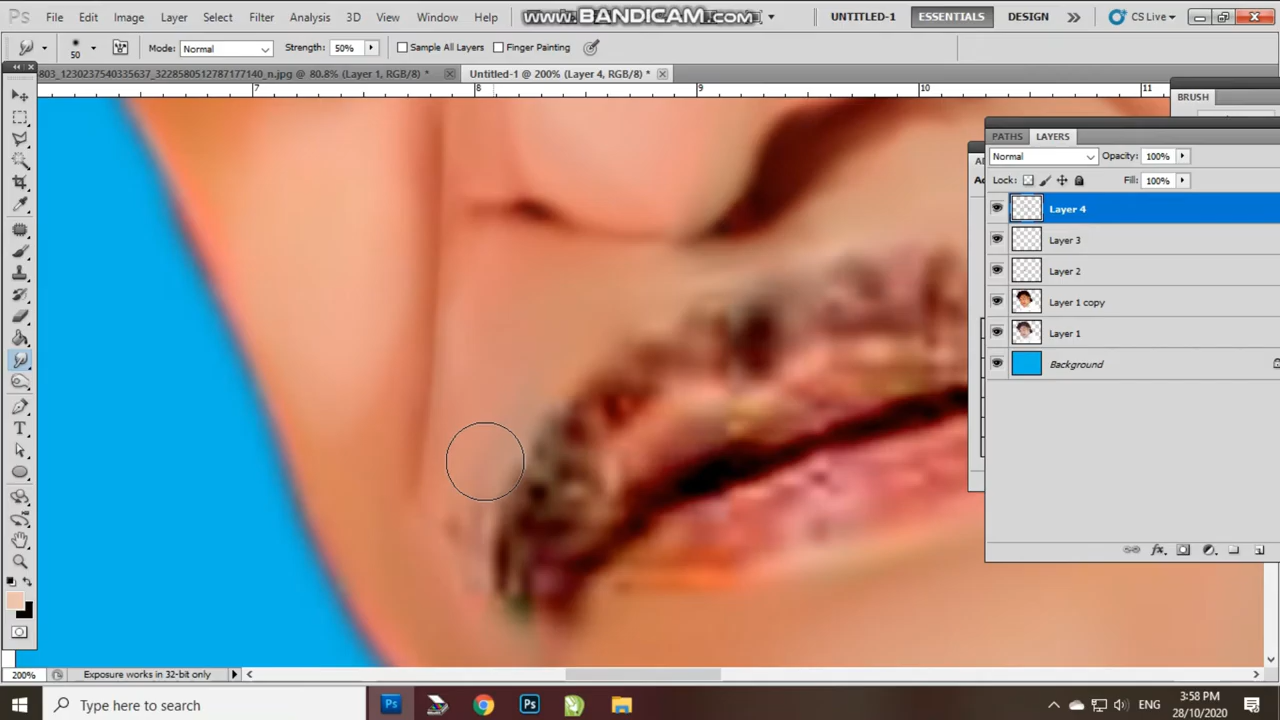 Ps File Edit Image Layer Select Filter Analysis 3D View Window Help www.BANDICAM.com UNTITLED-1 ESSENTIALS DESIGN CS Live
50 Mode: Normal Strength: 50% Sample All Layers Finger Painting
803_1230237540335637_3228580512787177140_n.jpg @ 80.8% (Layer 1, RGB/8) * Untitled-1 @ 200% (Layer 4, RGB/8) *
7 8 9 10 11
BRUSH
PATHS LAYERS
Normal Opacity: 100%
Lock: Fill: 100%
Layer 4
Layer 3
Layer 2
Layer 1 copy
Layer 1
Background
fx
200% Exposure works in 32-bit only
Type here to search
Ps Ps ENG 3:58 PM
28/10/2020